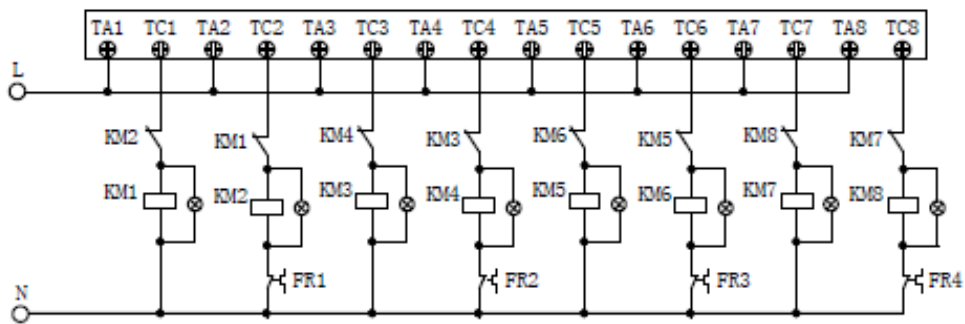 TA1 TC1 TA2 TC2 TA3 TC3 TA4 TC4 TA5 TC5 TA6 TC6 TA7 TC7 TA8 TC8
L
KM2 KM1 KM4 KM3 KM6 KM5 KM8 KM7
KM1 KM2 KM3 KM4 KM5 KM6 KM7 KM8
FR1 FR2 FR3 FR4
N